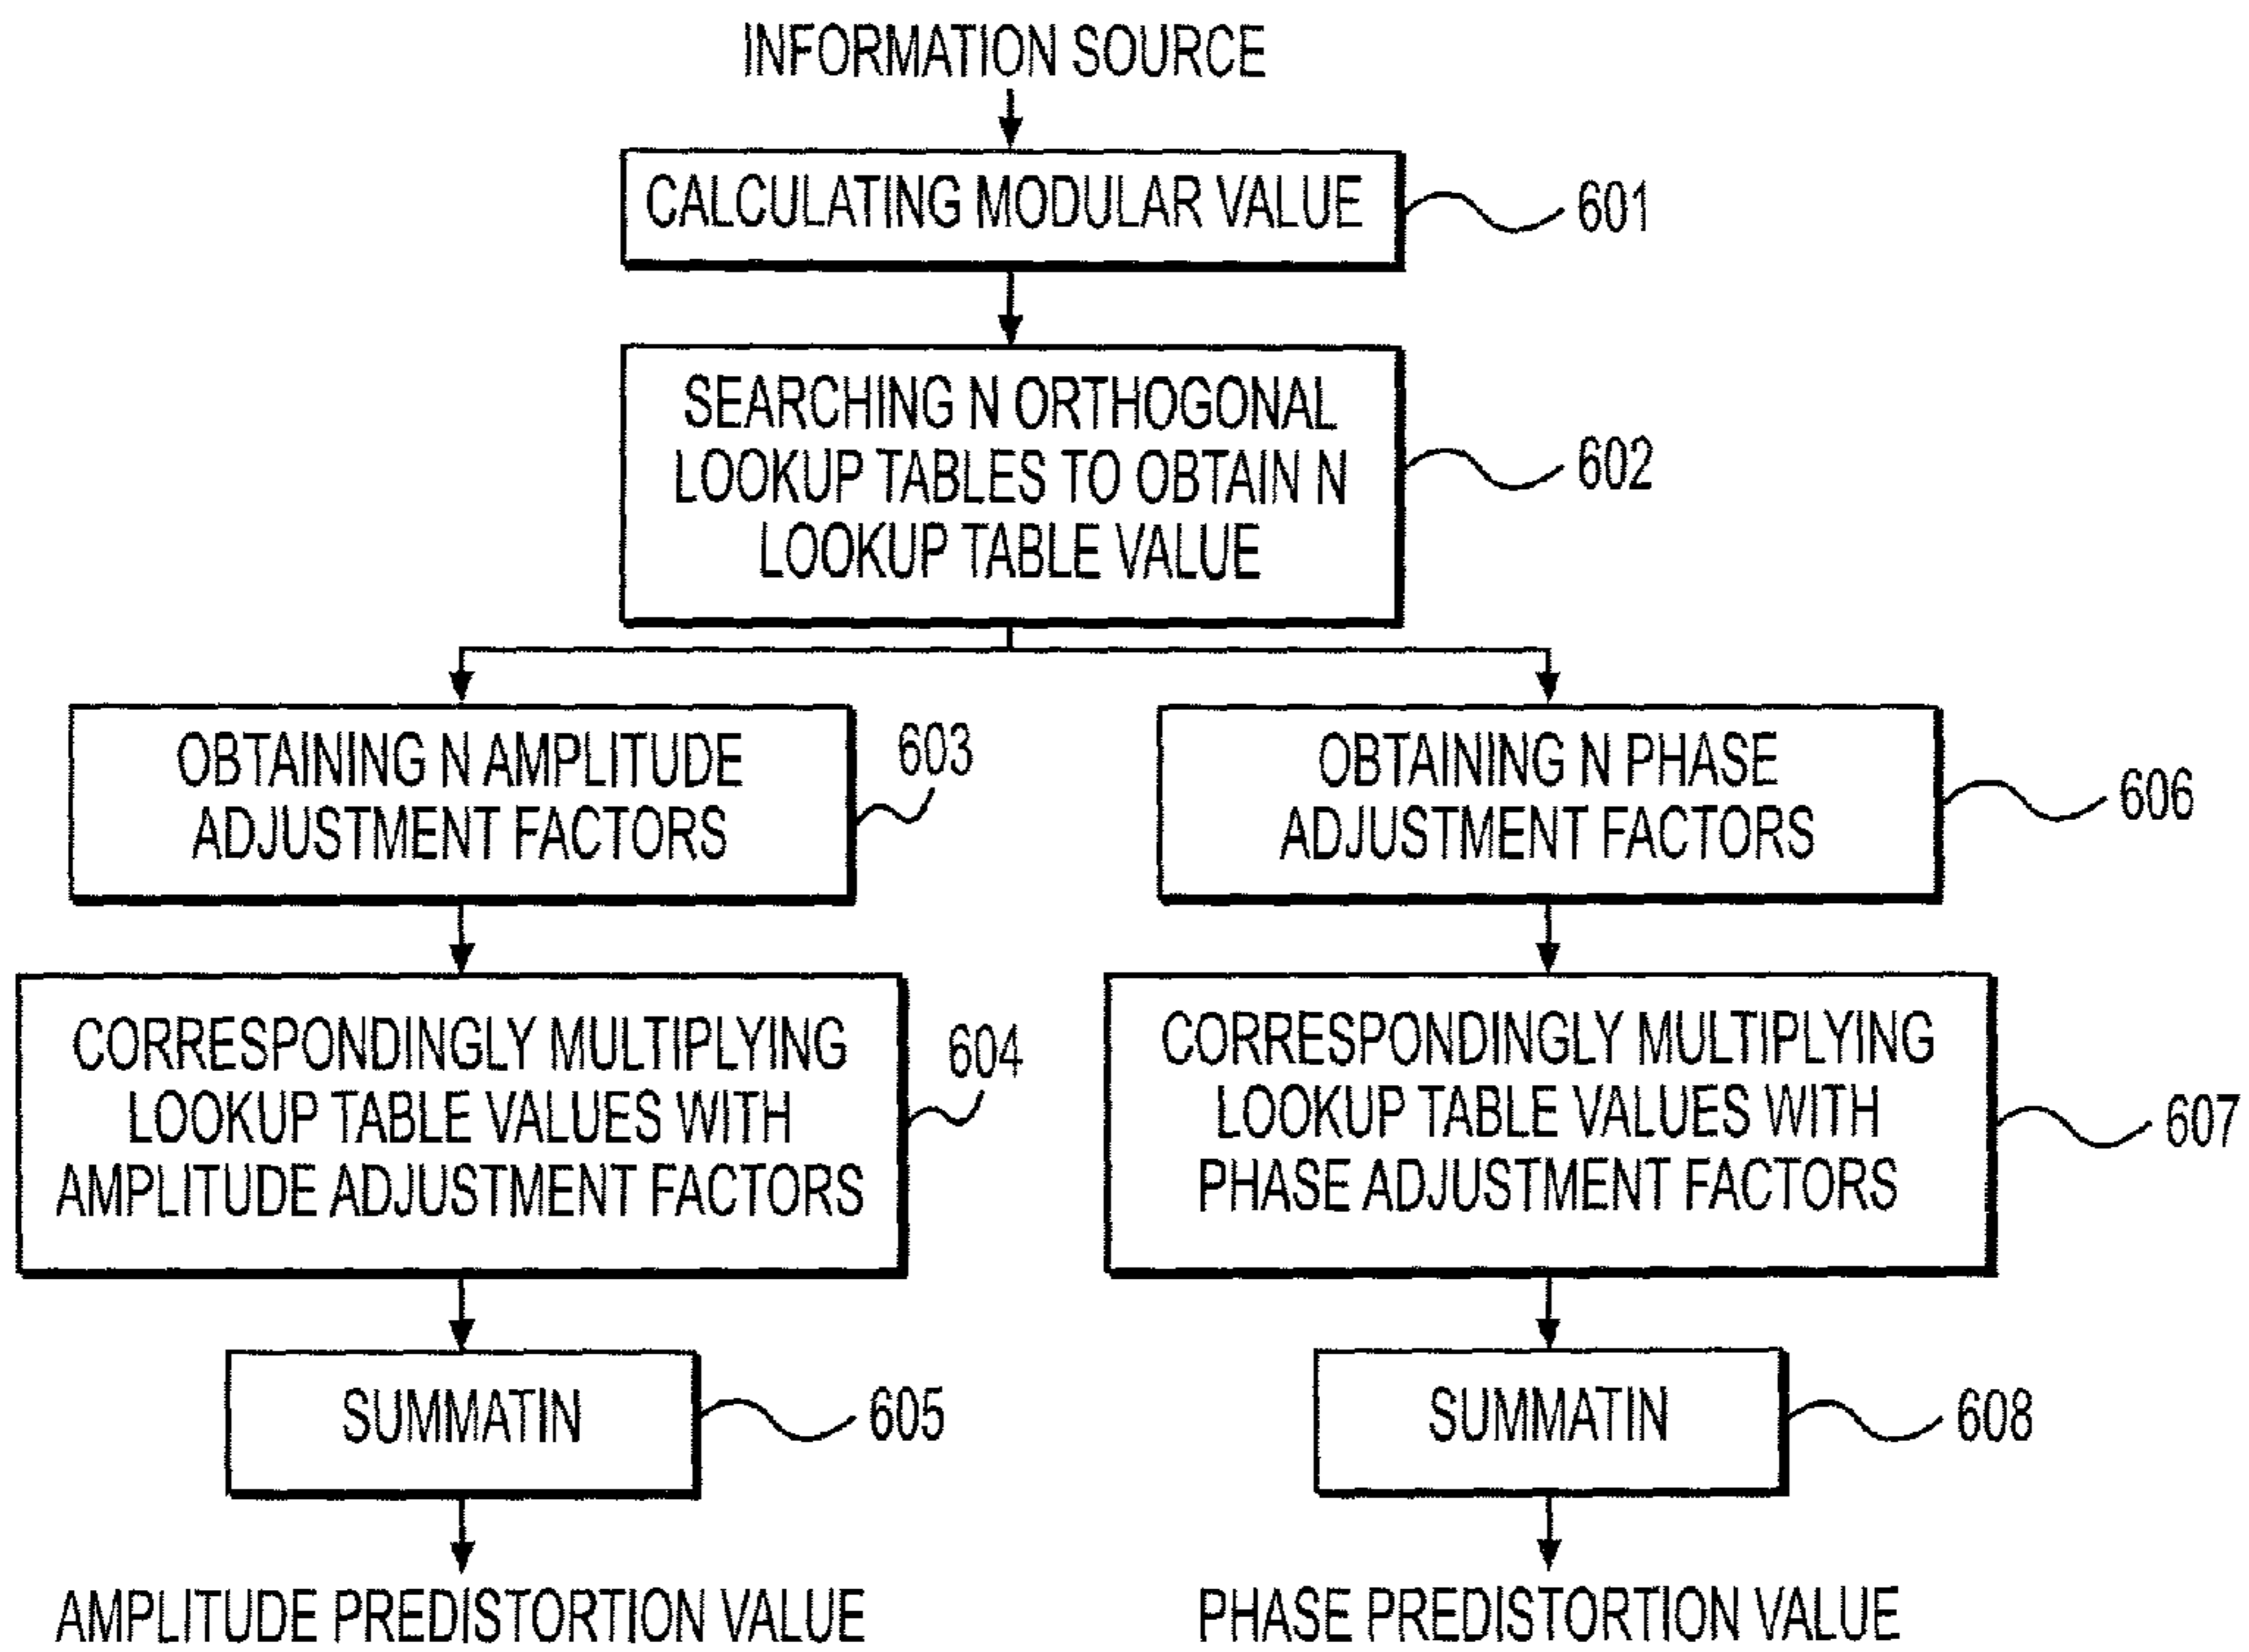 INFORMATION SOURCE
CALCULATING MODULAR VALUE
601
SEARCHING N ORTHOGONAL
LOOKUP TABLES TO OBTAIN N
LOOKUP TABLE VALUE
602
OBTAINING N AMPLITUDE
ADJUSTMENT FACTORS
603
OBTAINING N PHASE
ADJUSTMENT FACTORS
606
CORRESPONDINGLY MULTIPLYING
LOOKUP TABLE VALUES WITH
AMPLITUDE ADJUSTMENT FACTORS
604
CORRESPONDINGLY MULTIPLYING
LOOKUP TABLE VALUES WITH
PHASE ADJUSTMENT FACTORS
607
SUMMATIN
605
SUMMATIN
608
AMPLITUDE PREDISTORTION VALUE
PHASE PREDISTORTION VALUE